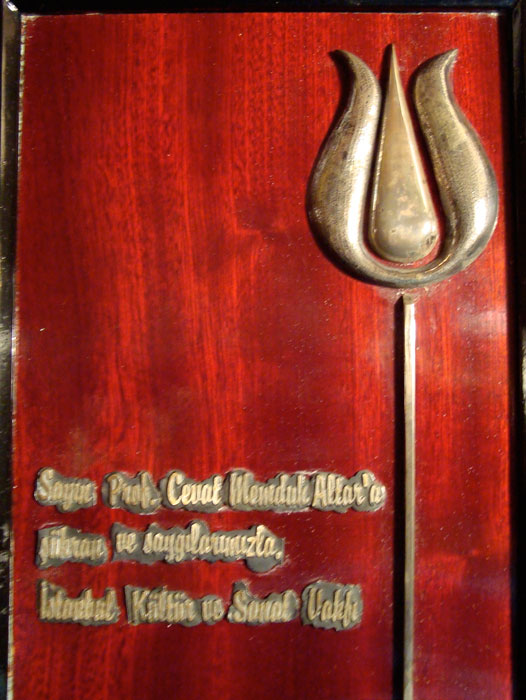 Sayın Prof. Cevat Memduh Altar'a
şükran ve saygılarımızla,
İstanbul Kültür ve Sanat Vakfı